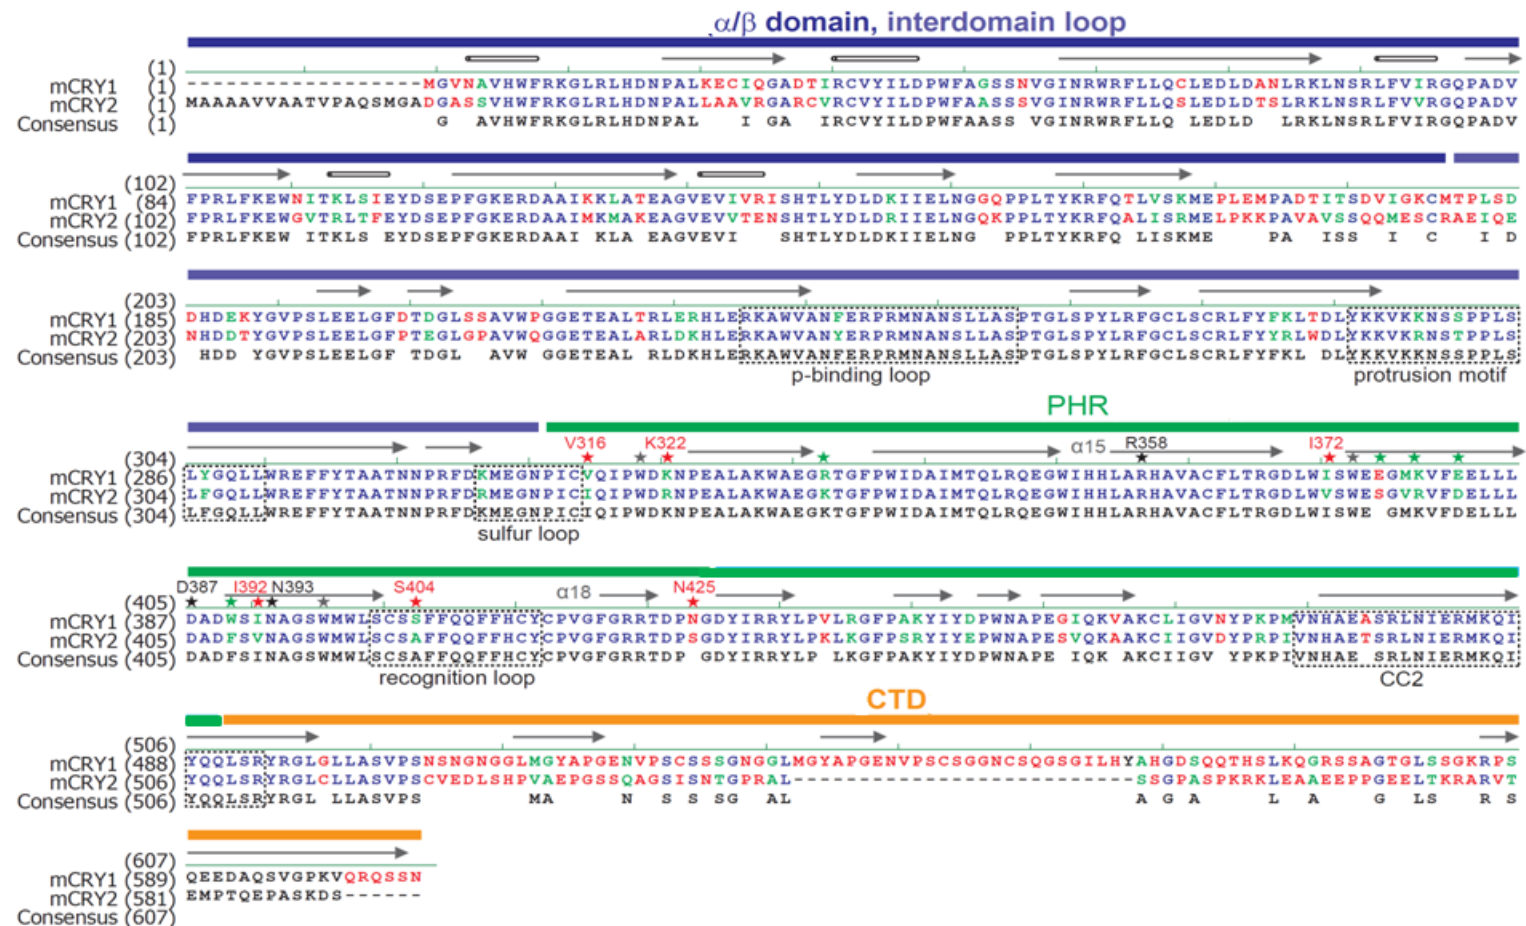 α/β domain, interdomain loop
(1)
mCRY1 (1) ------------------MGVNAVHWFRKGLRLHDNPALKECIQGADTIRCVYILDPWFAGSSNVGINRWRFLLQCLEDLDANLRKLNSRLFVIRGQPADV
mCRY2 (1) MAAAAVVAATVPAQSMGADGASSVHWFRKGLRLHDNPALLAAVRGARCVRCVYILDPWFAASSSVGINRWRFLLQSLEDLDTSLRKLNSRLFVVRGQPADV
Consensus (1) G AVHWFRKGLRLHDNPAL I GA IRCVYILDPWFAASS VGINRWRFLLQ LEDLD LRKLNSRLFVIRGQPADV
(102)
mCRY1 (84) FPRLFKEWNITKLSIEYDSEPFGKERDAAIKKLATEAGVEVIVRISHTLYDLDKIIELNGGQPPLTYKRFQTLVSKMEPLEMPADTITSDVIGKCMTPLSD
mCRY2 (102) FPRLFKEWGVTRLTFEYDSEPFGKERDAAIMKMAKEAGVEVVTENSHTLYDLDRIIELNGQKPPLTYKRFQALISRMELPKKPAVAVSSQQMESCRAEIQE
Consensus (102) FPRLFKEW ITKLS EYDSEPFGKERDAAI KLA EAGVEVI SHTLYDLDKIIELNG PPLTYKRFQ LISKME PA ISS I C I D
(203)
mCRY1 (185) DHDEKYGVPSLEELGFDTDGLSSAVWPGGETEALTRLERHLERKAWVANFERPRMNANSLLASPTGLSPYLRFGCLSCRLFYFKLTDLYKKVKKNSSPPLS
mCRY2 (203) NHDDTYGVPSLEELGFPTEGLGPAVWQGGETEALARLDKHLERKAWVANYERPRMNANSLLASPTGLSPYLRFGCLSCRLFYYRLWDLYKKVKRNSTPPLS
Consensus (203) HDD YGVPSLEELGF TDGL AVW GGETEAL RLDKHLERKAWVANFERPRMNANSLLASPTGLSPYLRFGCLSCRLFYFKL DLYKKVKKNSSPPLS
p-binding loop protrusion motif
PHR
V316 K322 α15 R358 I372
(304)
mCRY1 (286) LYGQLLWREFFYTAATNNPRFDKMEGNPICVQIPWDKNPEALAKWAEGRTGFPWIDAIMTQLRQEGWIHHLARHAVACFLTRGDLWISWEEGMKVFEELLL
mCRY2 (304) LFGQLLWREFFYTAATNNPRFDRMEGNPICIQIPWDRNPEALAKWAEGKTGFPWIDAIMTQLRQEGWIHHLARHAVACFLTRGDLWVSWESGVRVFDELLL
Consensus (304) LFGQLLWREFFYTAATNNPRFDKMEGNPICIQIPWDKNPEALAKWAEGKTGFPWIDAIMTQLRQEGWIHHLARHAVACFLTRGDLWISWE GMKVFDELLL
sulfur loop
D387 I392 N393 S404 α18 N425
(405)
mCRY1 (387) DADWSINAGSWMWLSCSSFFQQFFHCYCPVGFGRRTDPNGDYIRRYLPVLRGFPAKYIYDPWNAPEGIQKVAKCLIGVNYPKPMVNHAEASRLNIERMKQI
mCRY2 (405) DADFSVNAGSWMWLSCSAFFQQFFHCYCPVGFGRRTDPSGDYIRRYLPKLKGFPSRYIYEPWNAPESVQKAAKCIIGVDYPRPIVNHAETSRLNIERMKQI
Consensus (405) DADFSINAGSWMWLSCSAFFQQFFHCYCPVGFGRRTDP GDYIRRYLP LKGFPAKYIYDPWNAPE IQK AKCIIGV YPKPIVNHAE SRLNIERMKQI
recognition loop CC2
CTD
(506)
mCRY1 (488) YQQLSRYRGLGLLASVPSNSNGNGGLMGYAPGENVPSCSSSGNGGLMGYAPGENVPSCSGGNCSQGSGILHYAHGDSQQTHSLKQGRSSAGTGLSSGKRPS
mCRY2 (506) YQQLSRYRGLCLLASVPSCVEDLSHPVAEPGSSQAGSISNTGPRAL--------------------------SSGPASPKRKLEAAEEPPGEELTKRARVT
Consensus (506) YQQLSRYRGL LLASVPS MA N S S SG AL A G A L A G LS R S
(607)
mCRY1 (589) QEEDAQSVGPKVQRQSSN
mCRY2 (581) EMPTQEPASKDS------
Consensus (607)